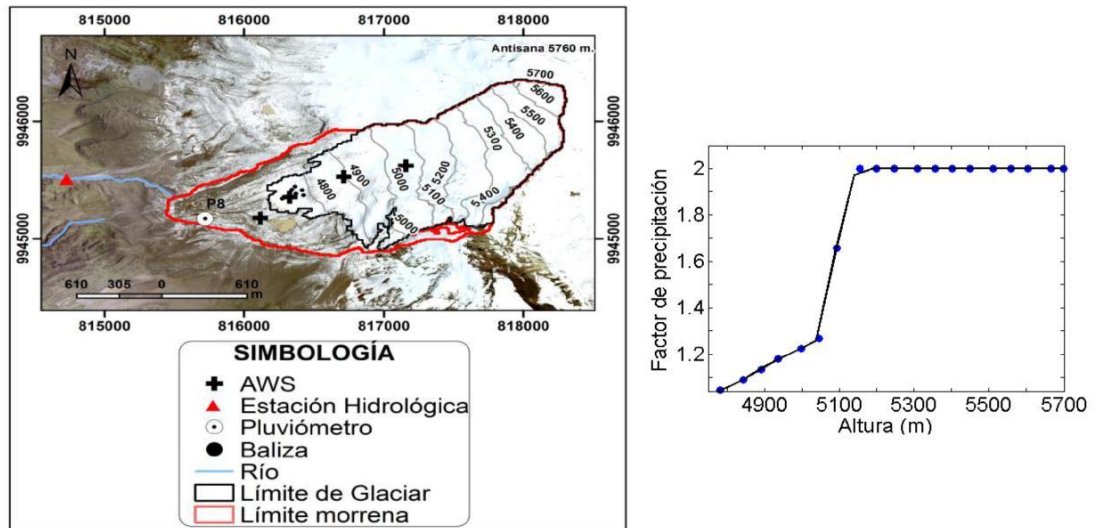 815000 816000 817000 818000
Antisana 5760 m.
N
9946000
9946000
5700
5600
5500
5400
5300
5200
5100
5000
4900
4800
5000
5.400
P8
9945000
9945000
610 305 0 610
m
815000 816000 817000 818000
SIMBOLOGÍA
AWS
Estación Hidrológica
Pluviómetro
Baliza
Río
Límite de Glaciar
Límite morrena
Factor de precipitación
2
1.8
1.6
1.4
1.2
4900 5100 5300 5500 5700
Altura (m)